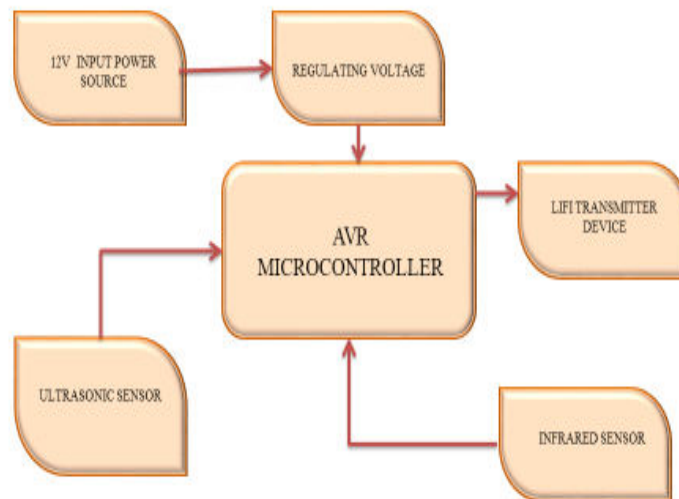 12V INPUT POWER
SOURCE
REGULATING VOLTAGE
AVR
MICROCONTROLLER
LIFI TRANSMITTER
DEVICE
ULTRASONIC SENSOR
INFRARED SENSOR